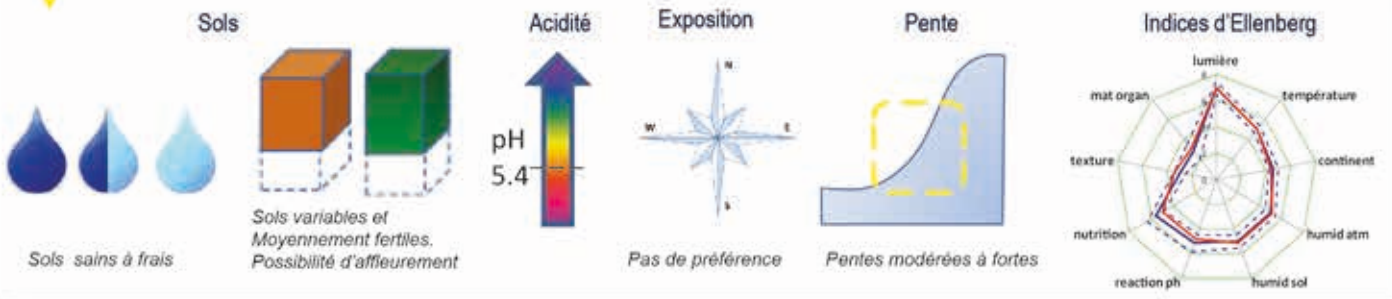 Sols
Acidité
Exposition
Pente
Indices d'Ellenberg
pH
5.4
N
W
E
S
lumière
température
continent
humid atm
humid sol
reaction ph
nutrition
texture
mat organ
Sols sains à frais
Sols variables et
Moyennement fertiles.
Possibilité d'affleurement
Pas de préférence
Pentes modérées à fortes